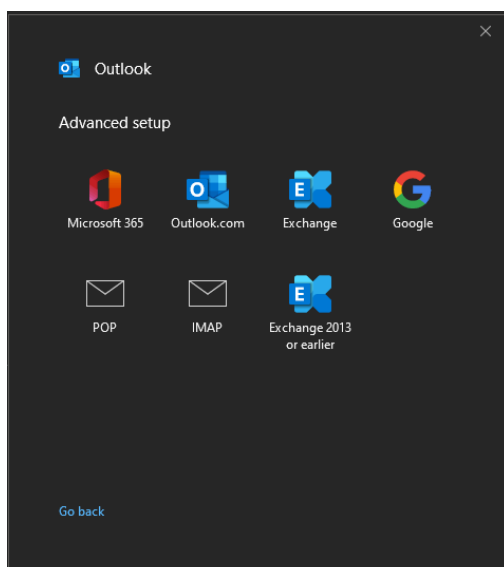 Outlook
Advanced setup
Microsoft 365
Outlook.com
Exchange
Google
POP
IMAP
Exchange 2013
or earlier
Go back